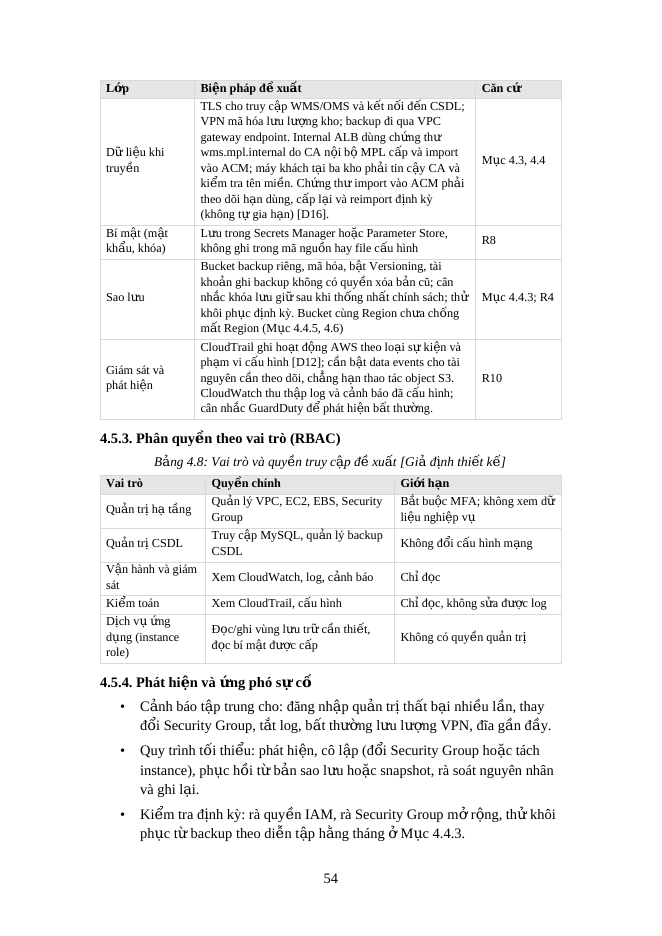 Lớp Biện pháp đề xuất Căn cứ
Dữ liệu khi truyền
TLS cho truy cập WMS/OMS và kết nối đến CSDL;
VPN mã hóa lưu lượng kho; backup đi qua VPC
gateway endpoint. Internal ALB dùng chứng thư
wms.mpl.internal do CA nội bộ MPL cấp và import
vào ACM; máy khách tại ba kho phải tin cậy CA và
kiểm tra tên miền. Chứng thư import vào ACM phải
theo dõi hạn dùng, cấp lại và reimport định kỳ
(không tự gia hạn) [D16].
Mục 4.3, 4.4
Bí mật (mật khẩu, khóa)
Lưu trong Secrets Manager hoặc Parameter Store,
không ghi trong mã nguồn hay file cấu hình
R8
Sao lưu
Bucket backup riêng, mã hóa, bật Versioning, tài
khoản ghi backup không có quyền xóa bản cũ; cân
nhắc khóa lưu giữ sau khi thống nhất chính sách; thử
khôi phục định kỳ. Bucket cùng Region chưa chống
mất Region (Mục 4.4.5, 4.6)
Mục 4.4.3; R4
Giám sát và phát hiện
CloudTrail ghi hoạt động AWS theo loại sự kiện và
phạm vi cấu hình [D12]; cần bật data events cho tài
nguyên cần theo dõi, chẳng hạn thao tác object S3.
CloudWatch thu thập log và cảnh báo đã cấu hình;
cân nhắc GuardDuty để phát hiện bất thường.
R10
4.5.3. Phân quyền theo vai trò (RBAC)
Bảng 4.8: Vai trò và quyền truy cập đề xuất [Giả định thiết kế]
Vai trò Quyền chính Giới hạn
Quản trị hạ tầng
Quản lý VPC, EC2, EBS, Security
Group
Bắt buộc MFA; không xem dữ
liệu nghiệp vụ
Quản trị CSDL
Truy cập MySQL, quản lý backup
CSDL
Không đổi cấu hình mạng
Vận hành và giám
sát
Xem CloudWatch, log, cảnh báo
Chỉ đọc
Kiểm toán
Xem CloudTrail, cấu hình
Chỉ đọc, không sửa được log
Dịch vụ ứng
dụng (instance
role)
Đọc/ghi vùng lưu trữ cần thiết,
đọc bí mật được cấp
Không có quyền quản trị
4.5.4. Phát hiện và ứng phó sự cố
• Cảnh báo tập trung cho: đăng nhập quản trị thất bại nhiều lần, thay
đổi Security Group, tắt log, bất thường lưu lượng VPN, đĩa gần đầy.
• Quy trình tối thiểu: phát hiện, cô lập (đổi Security Group hoặc tách
instance), phục hồi từ bản sao lưu hoặc snapshot, rà soát nguyên nhân
và ghi lại.
• Kiểm tra định kỳ: rà quyền IAM, rà Security Group mở rộng, thử khôi
phục từ backup theo diễn tập hằng tháng ở Mục 4.4.3.
54